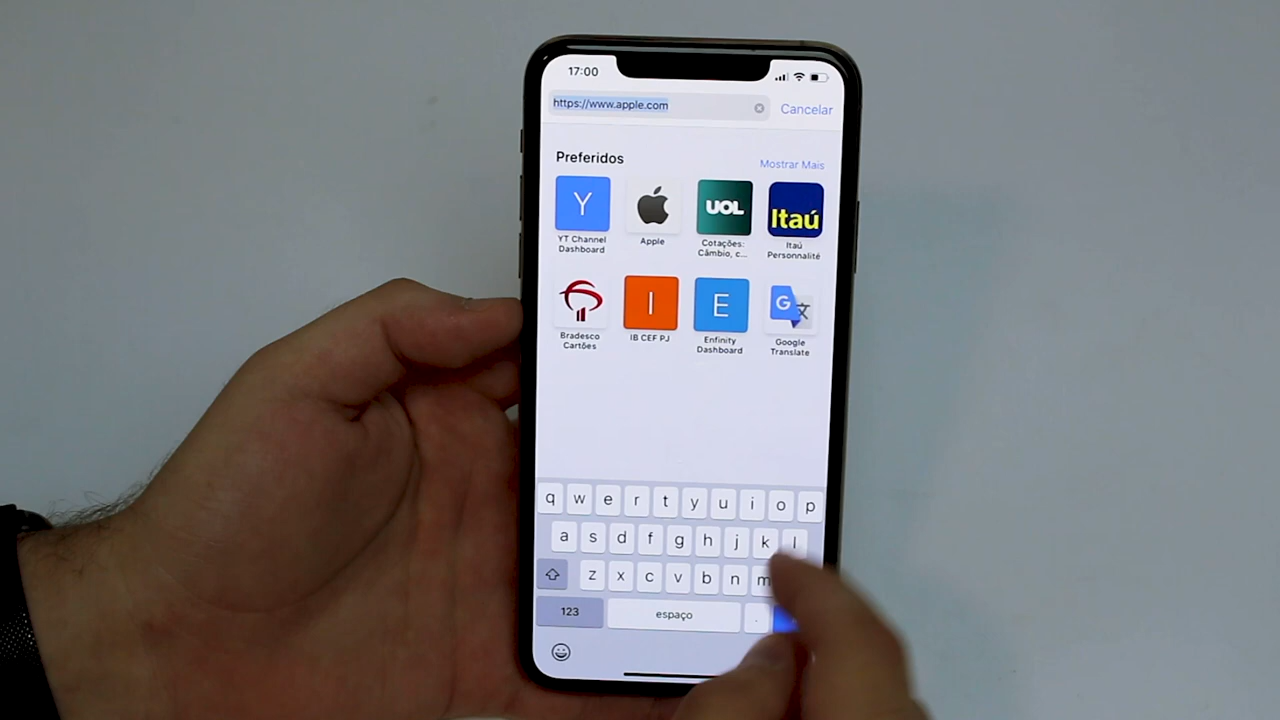 17:00
https://www.apple.com
Cancelar
Preferidos
Mostrar Mais
Y
UOL
Itaú
YT Channel
Dashboard
Apple
Cotações:
Câmbio, c...
Itaú
Personnalité
I
E
G
Bradesco
Cartões
IB CEF PJ
Enfinity
Dashboard
Google
Translate
q w e r t y u i o p
a s d f g h j k l
z x c v b n m
123
espaço
.